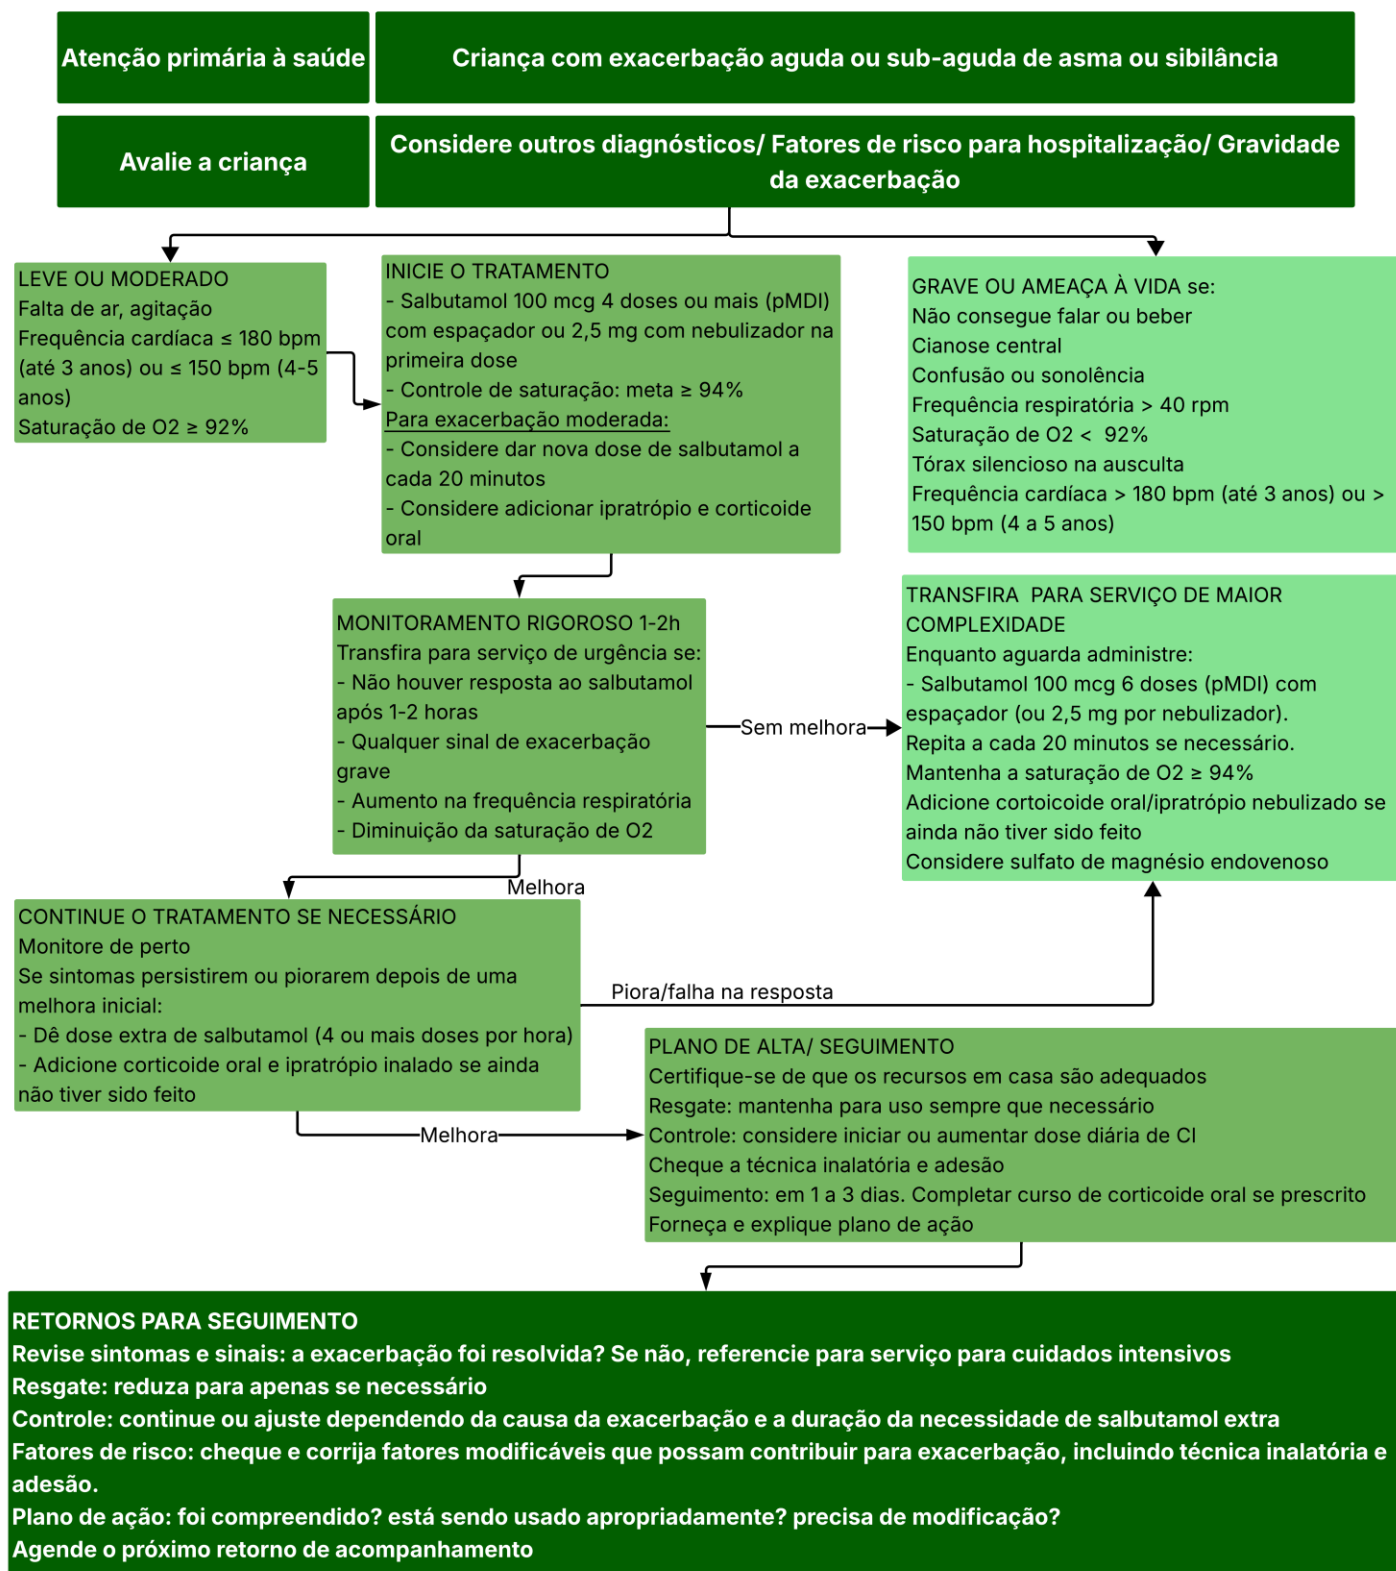 Atenção primária à saúde
Criança com exacerbação aguda ou sub-aguda de asma ou sibilância
Avalie a criança
Considere outros diagnósticos/ Fatores de risco para hospitalização/ Gravidade
da exacerbação
LEVE OU MODERADO
Falta de ar, agitação
Frequência cardíaca ≤ 180 bpm
(até 3 anos) ou ≤ 150 bpm (4-5
anos)
Saturação de O2 ≥ 92%
INICIE O TRATAMENTO
- Salbutamol 100 mcg 4 doses ou mais (pMDI)
com espaçador ou 2,5 mg com nebulizador na
primeira dose
- Controle de saturação: meta ≥ 94%
Para exacerbação moderada:
- Considere dar nova dose de salbutamol a
cada 20 minutos
- Considere adicionar ipratrópio e corticoide
oral
GRAVE OU AMEAÇA À VIDA se:
Não consegue falar ou beber
Cianose central
Confusão ou sonolência
Frequência respiratória > 40 rpm
Saturação de O2 <  92%
Tórax silencioso na ausculta
Frequência cardíaca > 180 bpm (até 3 anos) ou >
150 bpm (4 a 5 anos)
MONITORAMENTO RIGOROSO 1-2h
Transfira para serviço de urgência se:
- Não houver resposta ao salbutamol
após 1-2 horas
- Qualquer sinal de exacerbação
grave
- Aumento na frequência respiratória
- Diminuição da saturação de O2
Sem melhora
TRANSFIRA  PARA SERVIÇO DE MAIOR
COMPLEXIDADE
Enquanto aguarda administre:
- Salbutamol 100 mcg 6 doses (pMDI) com
espaçador (ou 2,5 mg por nebulizador).
Repita a cada 20 minutos se necessário.
Mantenha a saturação de O2 ≥ 94%
Adicione cortoicoide oral/ipratrópio nebulizado se
ainda não tiver sido feito
Considere sulfato de magnésio endovenoso
Melhora
CONTINUE O TRATAMENTO SE NECESSÁRIO
Monitore de perto
Se sintomas persistirem ou piorarem depois de uma
melhora inicial:
- Dê dose extra de salbutamol (4 ou mais doses por hora)
- Adicione corticoide oral e ipratrópio inalado se ainda
não tiver sido feito
Piora/falha na resposta
Melhora
PLANO DE ALTA/ SEGUIMENTO
Certifique-se de que os recursos em casa são adequados
Resgate: mantenha para uso sempre que necessário
Controle: considere iniciar ou aumentar dose diária de CI
Cheque a técnica inalatória e adesão
Seguimento: em 1 a 3 dias. Completar curso de corticoide oral se prescrito
Forneça e explique plano de ação
RETORNOS PARA SEGUIMENTO
Revise sintomas e sinais: a exacerbação foi resolvida? Se não, referencie para serviço para cuidados intensivos
Resgate: reduza para apenas se necessário
Controle: continue ou ajuste dependendo da causa da exacerbação e a duração da necessidade de salbutamol extra
Fatores de risco: cheque e corrija fatores modificáveis que possam contribuir para exacerbação, incluindo técnica inalatória e
adesão.
Plano de ação: foi compreendido? está sendo usado apropriadamente? precisa de modificação?
Agende o próximo retorno de acompanhamento